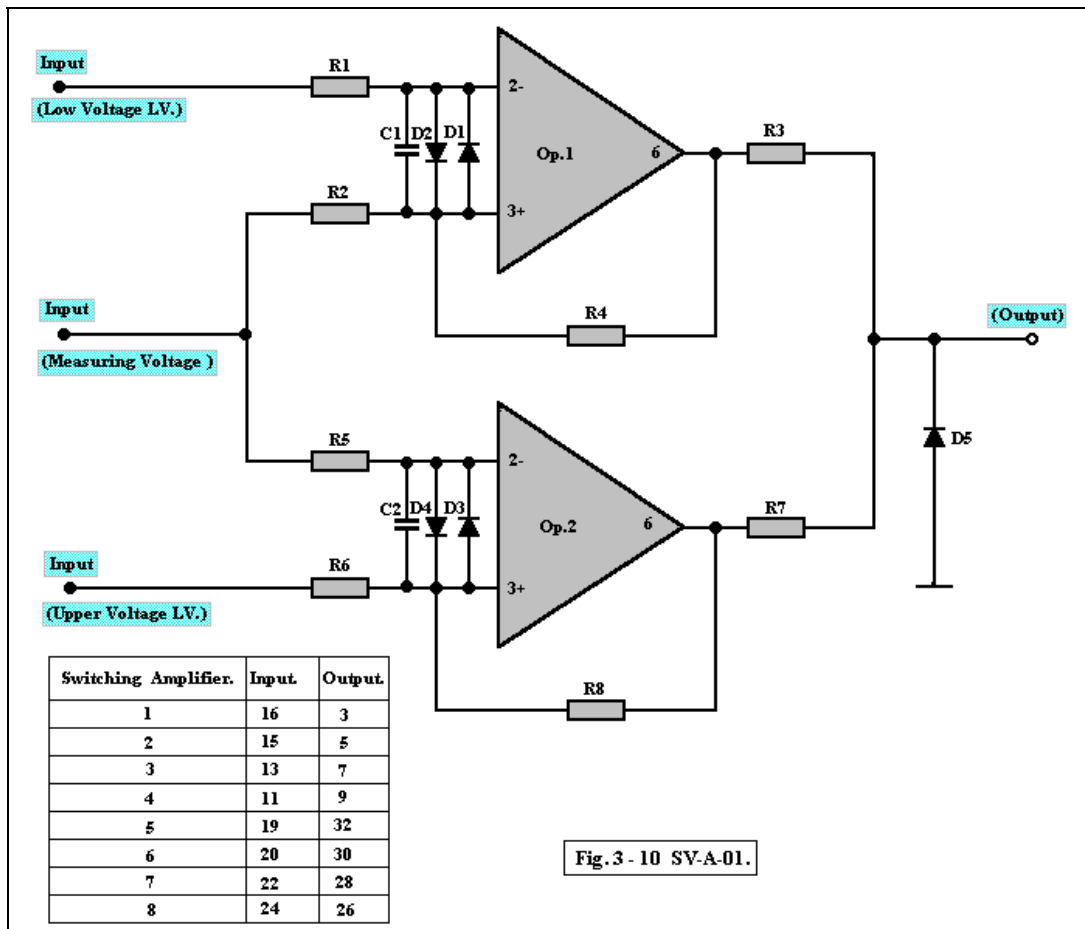 Input
(Low Voltage LV.)
R1
2-
C1 D2 D1
Op.1
6
R3
R2
3+
Input
(Measuring Voltage )
R4
(Output)
R5
2-
C2 D4 D3
Op.2
6
R7
D5
Input
(Upper Voltage LV.)
R6
3+
R8
Switching Amplifier. Input. Output.
1 16 3
2 15 5
3 13 7
4 11 9
5 19 32
6 20 30
7 22 28
8 24 26
Fig. 3 - 10 SV-A-01.